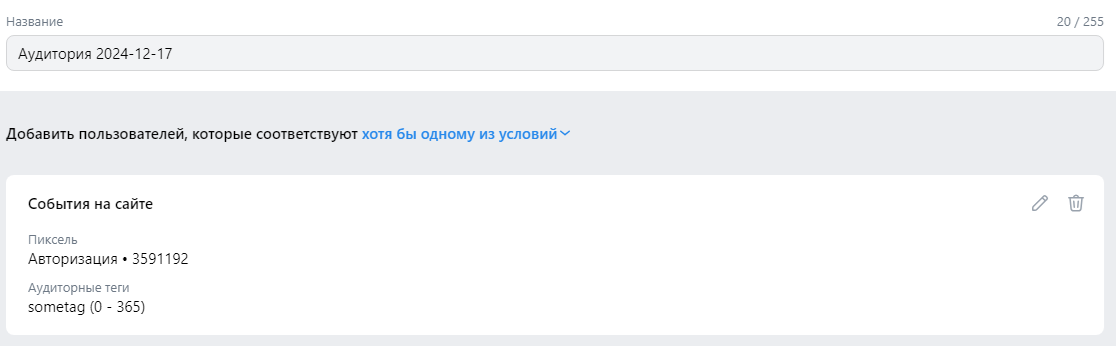 Название 20 / 255
Аудитория 2024-12-17
Добавить пользователей, которые соответствуют хотя бы одному из условий
События на сайте
Пиксель
Авторизация • 3591192
Аудиторные теги
sometag (0 - 365)